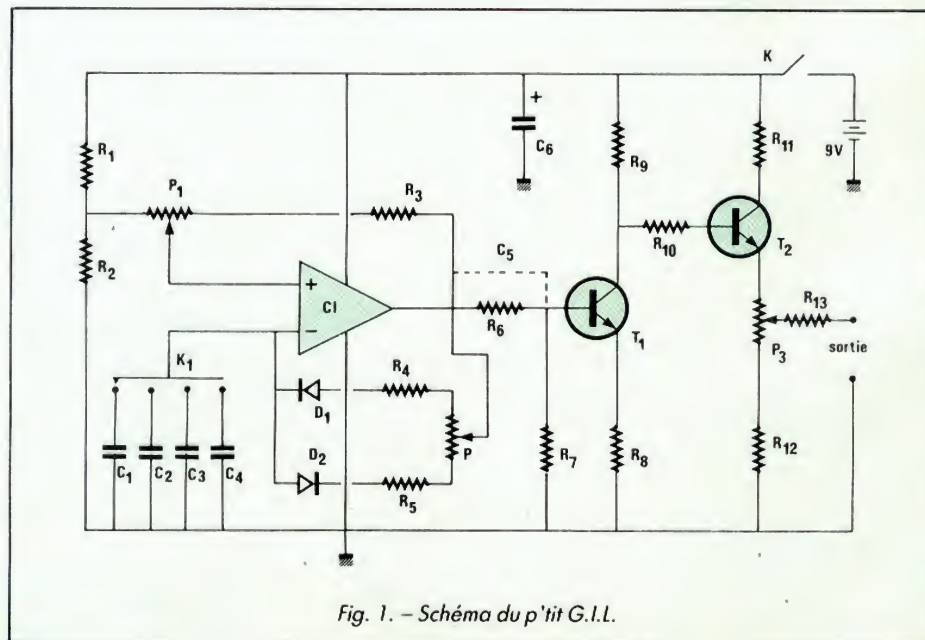 K
+
C6
R1
P1
R3
R9
R11
9V
R2
C5
R10
T2
+
CI
−
R6
T1
R13
P3
sortie
K1
R4
D1
P
R7
R8
R12
D2
R5
C1 C2 C3 C4
Fig. 1. – Schéma du p'tit G.I.L.